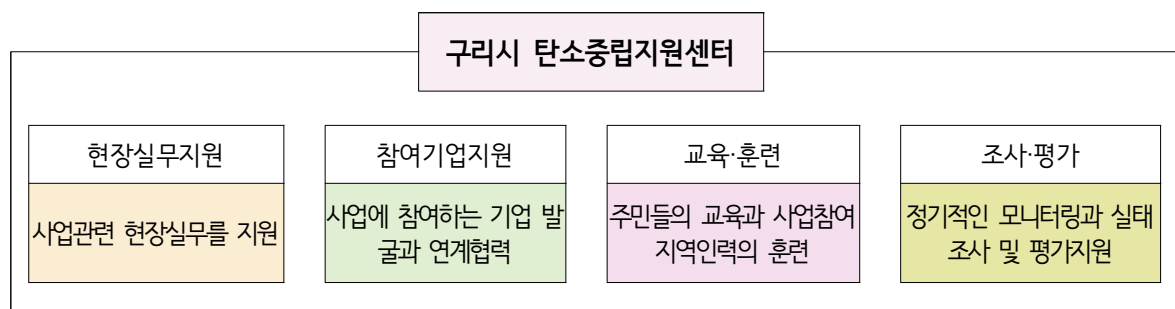 구리시 탄소중립지원센터
현장실무지원
사업관련 현장실무를 지원
참여기업지원
사업에 참여하는 기업 발
굴과 연계협력
교육·훈련
주민들의 교육과 사업참여
지역인력의 훈련
조사·평가
정기적인 모니터링과 실태
조사 및 평가지원